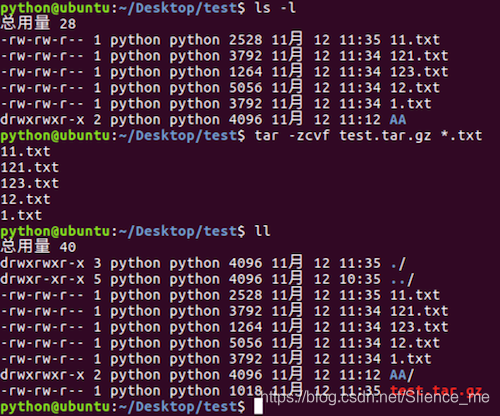 python@ubuntu:~/Desktop/test$ ls -l
总用量 28
-rw-rw-r-- 1 python python 2528 11月 12 11:35 11.txt
-rw-rw-r-- 1 python python 3792 11月 12 11:34 121.txt
-rw-rw-r-- 1 python python 1264 11月 12 11:34 123.txt
-rw-rw-r-- 1 python python 5056 11月 12 11:34 12.txt
-rw-rw-r-- 1 python python 3792 11月 12 11:34 1.txt
drwxrwxr-x 2 python python 4096 11月 12 11:12 AA
python@ubuntu:~/Desktop/test$ tar -zcvf test.tar.gz *.txt
11.txt
121.txt
123.txt
12.txt
1.txt
python@ubuntu:~/Desktop/test$ ll
总用量 40
drwxrwxr-x 3 python python 4096 11月 12 11:35 ./
drwxr-xr-x 5 python python 4096 11月 12 10:35 ../
-rw-rw-r-- 1 python python 2528 11月 12 11:35 11.txt
-rw-rw-r-- 1 python python 3792 11月 12 11:34 121.txt
-rw-rw-r-- 1 python python 1264 11月 12 11:34 123.txt
-rw-rw-r-- 1 python python 5056 11月 12 11:34 12.txt
-rw-rw-r-- 1 python python 3792 11月 12 11:34 1.txt
drwxrwxr-x 2 python python 4096 11月 12 11:12 AA/
-rw-rw-r-- 1 python python 1018 11月 12 11:35 test.tar.gz
https://blog.csdn.net/Slience_me
python@ubuntu:~/Desktop/test$